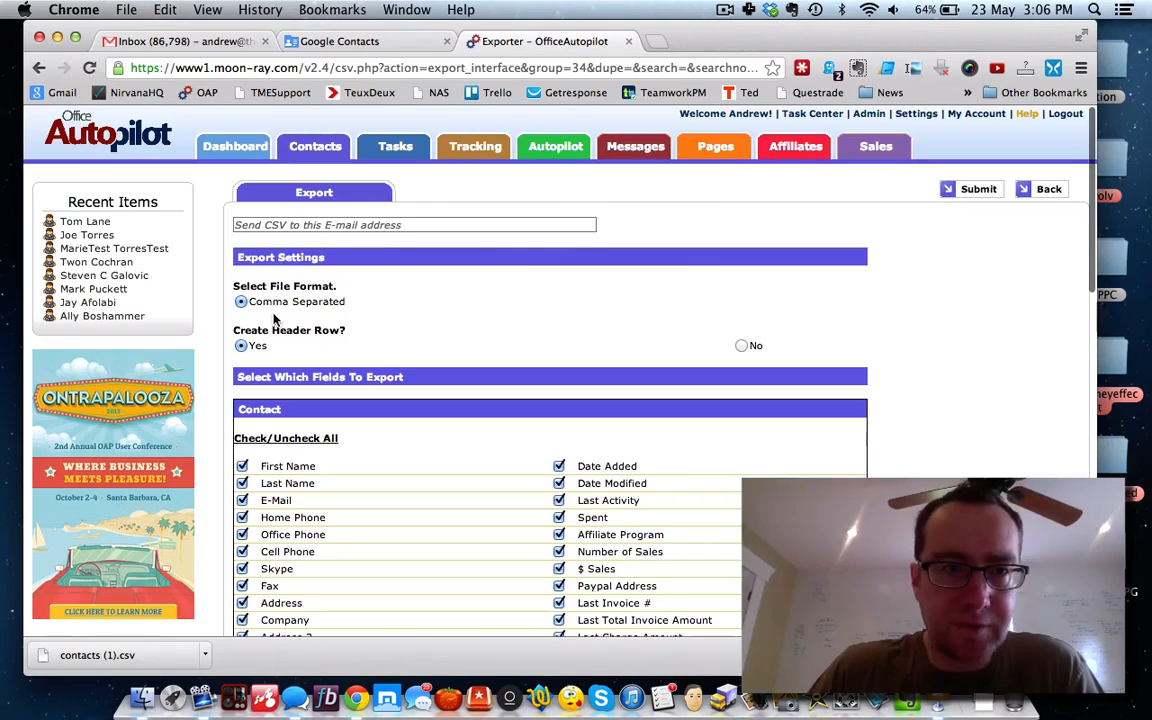 Chrome File Edit View History Bookmarks Window Help 64% 23 May 3:06 PM
Inbox (86,798) – andrew@th Google Contacts Exporter – OfficeAutopilot
https://www1.moon-ray.com/v2.4/csv.php?action=export_interface&group=34&dupe=&search=&searchno...
Gmail NirvanaHQ OAP TMESupport TeuxDeux NAS Trello Getresponse TeamworkPM Ted Questrade News » Other Bookmarks
Welcome Andrew! | Task Center | Admin | Settings | My Account | Help | Logout
Office
Autopilot
Dashboard Contacts Tasks Tracking Autopilot Messages Pages Affiliates Sales
Recent Items
Tom Lane
Joe Torres
MarieTest TorresTest
Twon Cochran
Steven C Galovic
Mark Puckett
Jay Afolabi
Ally Boshammer
ONTRAPALOOZA
2013
2nd Annual OAP User Conference
WHERE BUSINESS
MEETS PLEASURE!
October 2-4 . Santa Barbara, CA
CLICK HERE TO LEARN MORE
Export
Submit Back
Send CSV to this E-mail address
Export Settings
Select File Format.
Comma Separated
Create Header Row?
Yes No
Select Which Fields To Export
Contact
Check/Uncheck All
First Name Date Added
Last Name Date Modified
E-Mail Last Activity
Home Phone Spent
Office Phone Affiliate Program
Cell Phone Number of Sales
Skype $ Sales
Fax Paypal Address
Address Last Invoice #
Company Last Total Invoice Amount
Address 2 Last Charge Amount
contacts (1).csv
PPC